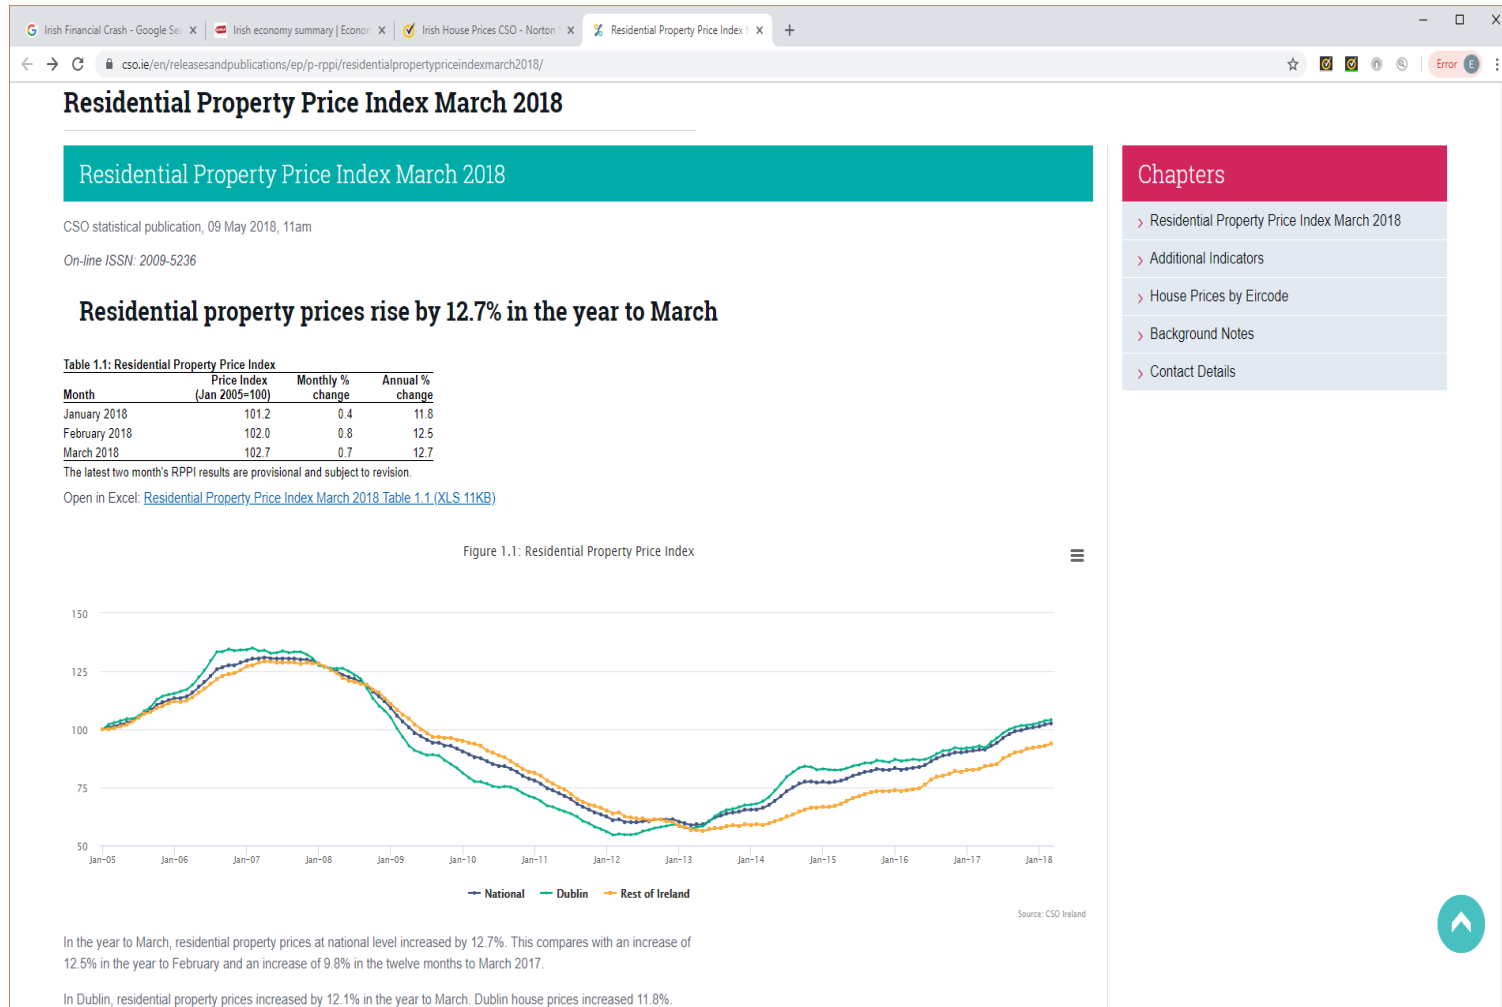 Irish Financial Crash - Google Se
Irish economy summary | Econor
Irish House Prices CSO - Norton
Residential Property Price Index
cso.ie/en/releasesandpublications/ep/p-rppi/residentialpropertypriceindexmarch2018/
Error E
Residential Property Price Index March 2018
Residential Property Price Index March 2018
CSO statistical publication, 09 May 2018, 11am
On-line ISSN: 2009-5236
Residential property prices rise by 12.7% in the year to March
Table 1.1: Residential Property Price Index
Price Index Monthly % Annual %
Month (Jan 2005=100) change change
January 2018 101.2 0.4 11.8
February 2018 102.0 0.8 12.5
March 2018 102.7 0.7 12.7
The latest two month's RPPI results are provisional and subject to revision.
Open in Excel: Residential Property Price Index March 2018 Table 1.1 (XLS 11KB)
Figure 1.1: Residential Property Price Index
150
125
100
75
50
Jan-05 Jan-06 Jan-07 Jan-08 Jan-09 Jan-10 Jan-11 Jan-12 Jan-13 Jan-14 Jan-15 Jan-16 Jan-17 Jan-18
National Dublin Rest of Ireland
Source: CSO Ireland
In the year to March, residential property prices at national level increased by 12.7%. This compares with an increase of
12.5% in the year to February and an increase of 9.8% in the twelve months to March 2017.
In Dublin, residential property prices increased by 12.1% in the year to March. Dublin house prices increased 11.8%.
Chapters
Residential Property Price Index March 2018
Additional Indicators
House Prices by Eircode
Background Notes
Contact Details